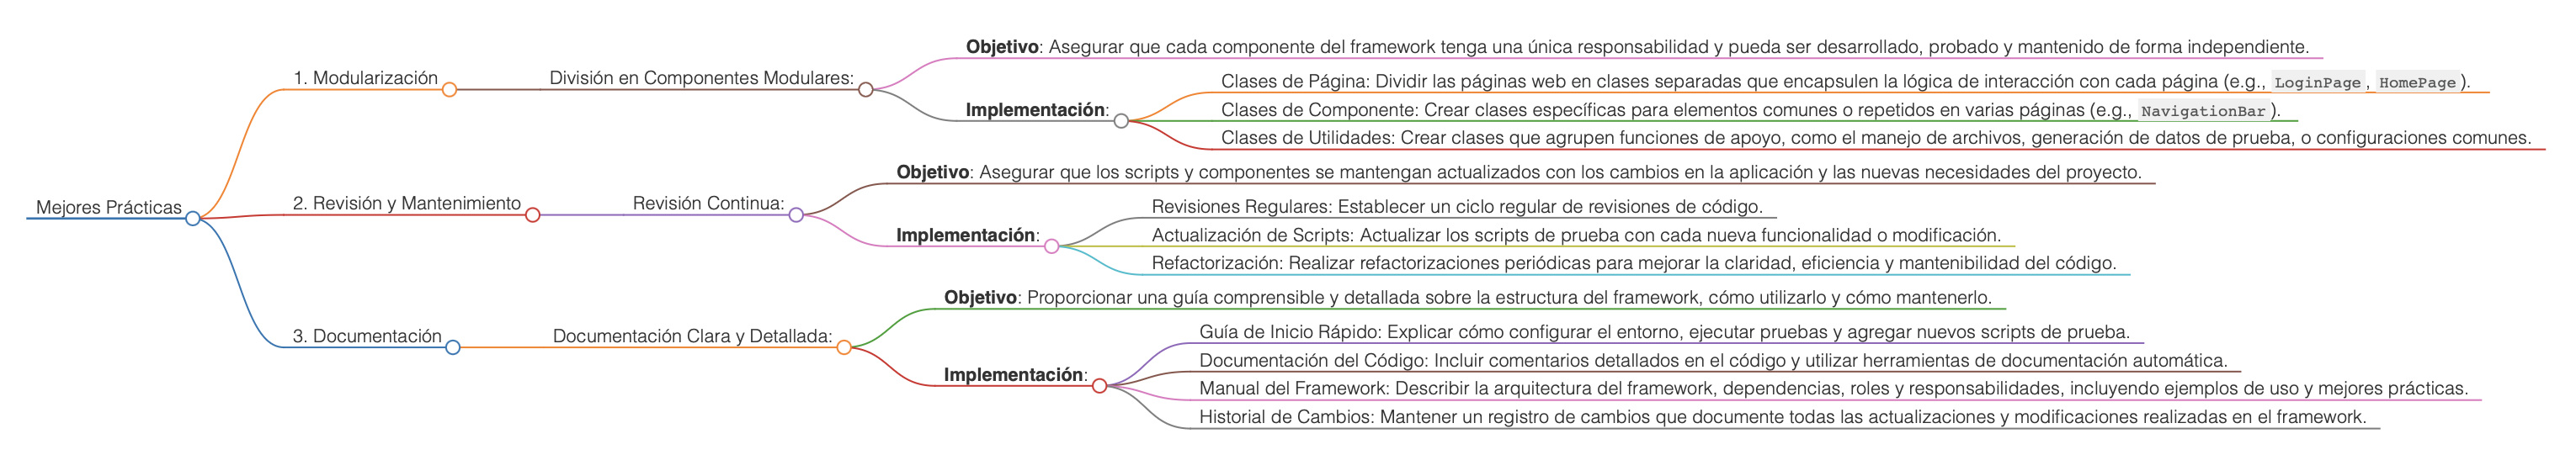 Mejores Prácticas
1. Modularización
División en Componentes Modulares:
Objetivo: Asegurar que cada componente del framework tenga una única responsabilidad y pueda ser desarrollado, probado y mantenido de forma independiente.
Implementación:
Clases de Página: Dividir las páginas web en clases separadas que encapsulen la lógica de interacción con cada página (e.g., LoginPage, HomePage).
Clases de Componente: Crear clases específicas para elementos comunes o repetidos en varias páginas (e.g., NavigationBar).
Clases de Utilidades: Crear clases que agrupen funciones de apoyo, como el manejo de archivos, generación de datos de prueba, o configuraciones comunes.
2. Revisión y Mantenimiento
Revisión Continua:
Objetivo: Asegurar que los scripts y componentes se mantengan actualizados con los cambios en la aplicación y las nuevas necesidades del proyecto.
Implementación:
Revisiones Regulares: Establecer un ciclo regular de revisiones de código.
Actualización de Scripts: Actualizar los scripts de prueba con cada nueva funcionalidad o modificación.
Refactorización: Realizar refactorizaciones periódicas para mejorar la claridad, eficiencia y mantenibilidad del código.
3. Documentación
Documentación Clara y Detallada:
Objetivo: Proporcionar una guía comprensible y detallada sobre la estructura del framework, cómo utilizarlo y cómo mantenerlo.
Implementación:
Guía de Inicio Rápido: Explicar cómo configurar el entorno, ejecutar pruebas y agregar nuevos scripts de prueba.
Documentación del Código: Incluir comentarios detallados en el código y utilizar herramientas de documentación automática.
Manual del Framework: Describir la arquitectura del framework, dependencias, roles y responsabilidades, incluyendo ejemplos de uso y mejores prácticas.
Historial de Cambios: Mantener un registro de cambios que documente todas las actualizaciones y modificaciones realizadas en el framework.